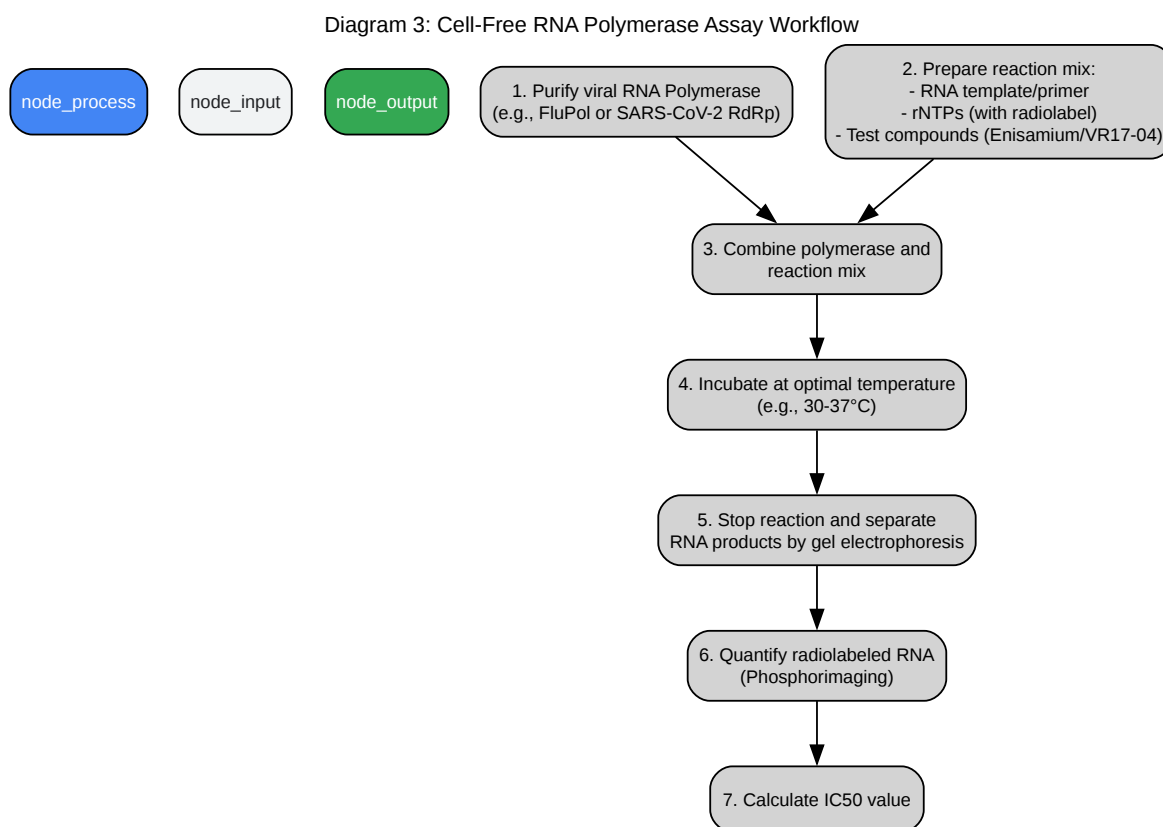 Diagram 3: Cell-Free RNA Polymerase Assay Workflow
node_process
node_input
node_output
1. Purify viral RNA Polymerase
(e.g., FluPol or SARS-CoV-2 RdRp)
2. Prepare reaction mix:
- RNA template/primer
- rNTPs (with radiolabel)
- Test compounds (Enisamium/VR17-04)
3. Combine polymerase and
reaction mix
4. Incubate at optimal temperature
(e.g., 30-37°C)
5. Stop reaction and separate
RNA products by gel electrophoresis
6. Quantify radiolabeled RNA
(Phosphorimaging)
7. Calculate IC50 value